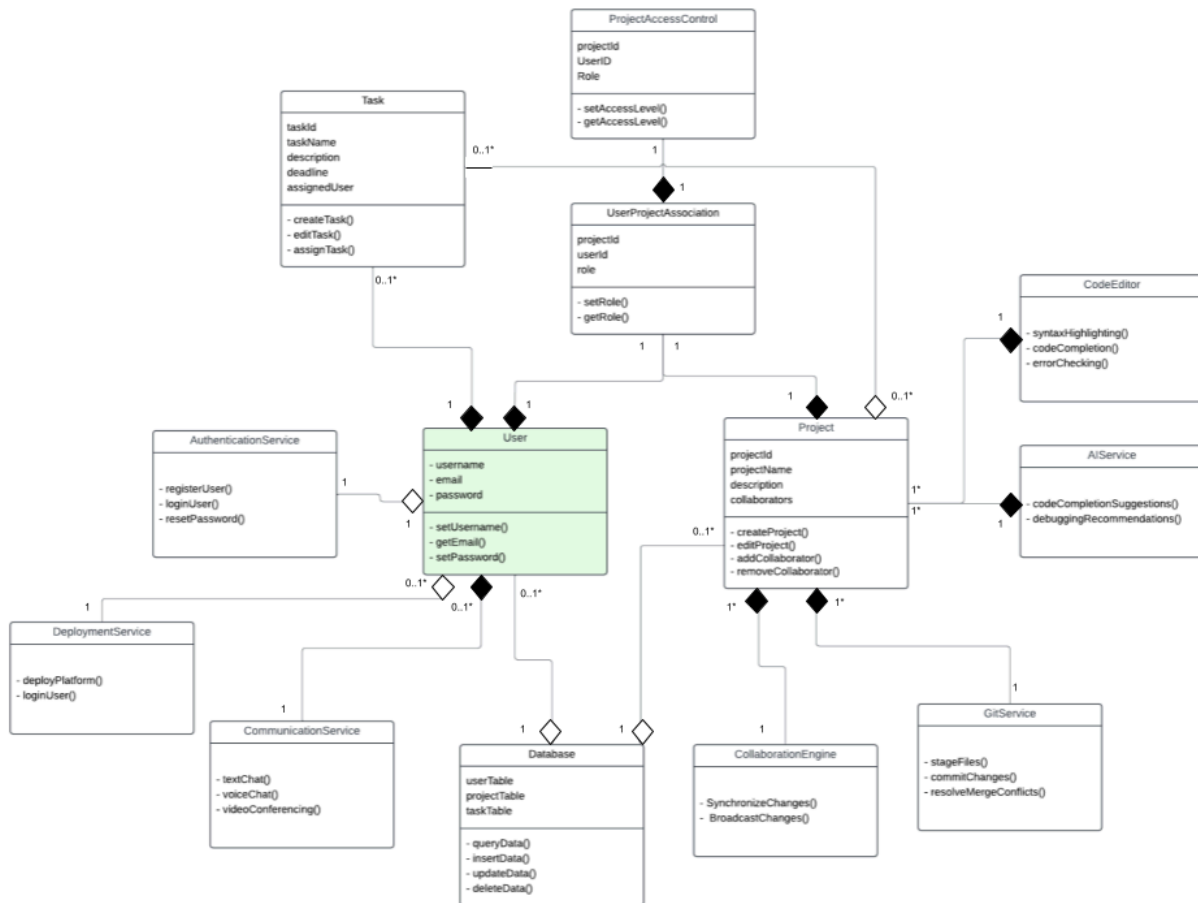 ProjectAccessControl
projectId
UserID
Role
- setAccessLevel()
- getAccessLevel()
1
1
Task
taskId
taskName
description
deadline
assignedUser
- createTask()
- editTask()
- assignTask()
0..1*
0..1*
UserProjectAssociation
projectId
userId
role
- setRole()
- getRole()
1
1
CodeEditor
- syntaxHighlighting()
- codeCompletion()
- errorChecking()
1
1
1
1
0..1*
User
- username
- email
- password
- setUsername()
- getEmail()
- setPassword()
AuthenticationService
- registerUser()
- loginUser()
- resetPassword()
1
1
Project
projectId
projectName
description
collaborators
- createProject()
- editProject()
- addCollaborator()
- removeCollaborator()
1*
1*
AIService
- codeCompletionSuggestions()
- debuggingRecommendations()
1
0..1*
0..1*
0..1*
0..1*
1
DeploymentService
- deployPlatform()
- loginUser()
1*
1*
1
CommunicationService
- textChat()
- voiceChat()
- videoConferencing()
1
1
Database
userTable
projectTable
taskTable
- queryData()
- insertData()
- updateData()
- deleteData()
1
CollaborationEngine
- SynchronizeChanges()
- BroadcastChanges()
1
GitService
- stageFiles()
- commitChanges()
- resolveMergeConflicts()